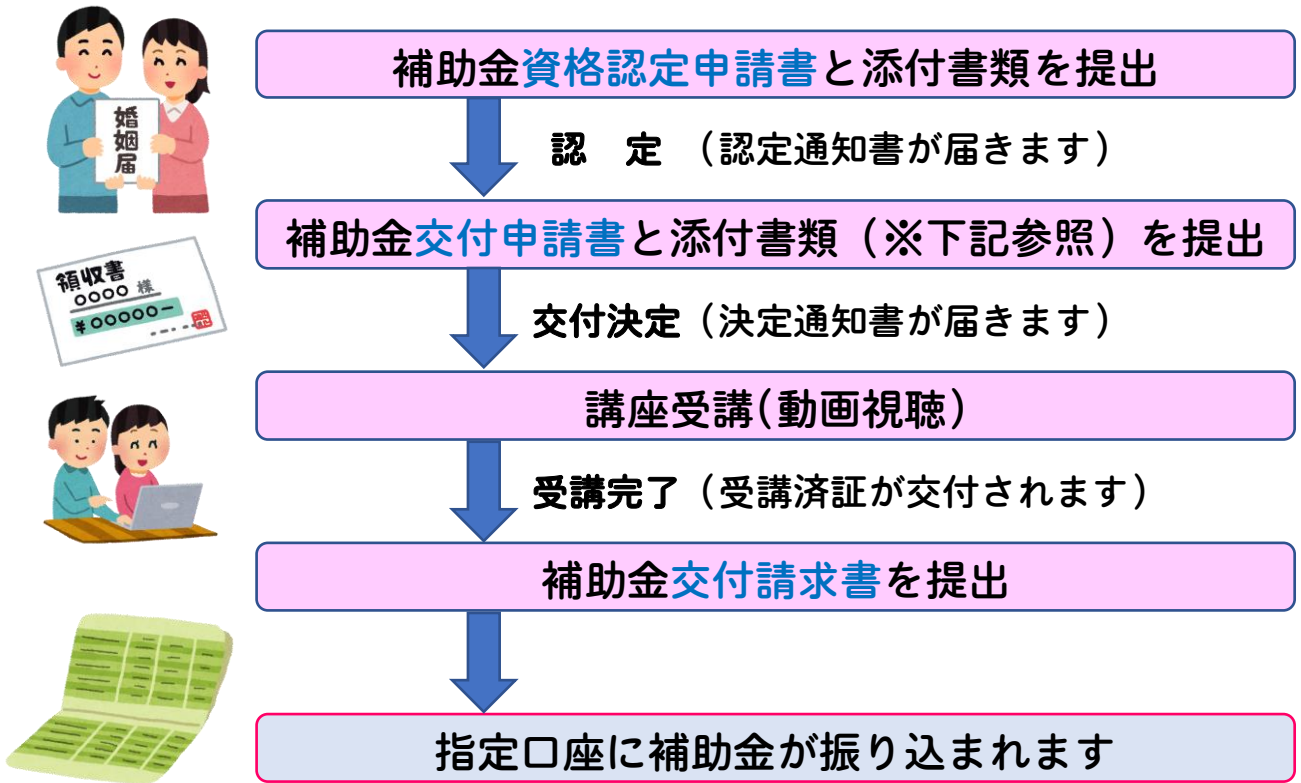 婚姻届
補助金資格認定申請書と添付書類を提出
認　定　（認定通知書が届きます）
補助金交付申請書と添付書類（※下記参照）を提出
領収書
○○○○ 様
¥○○○○○－
交付決定（決定通知書が届きます）
講座受講(動画視聴)
受講完了（受講済証が交付されます）
補助金交付請求書を提出
指定口座に補助金が振り込まれます